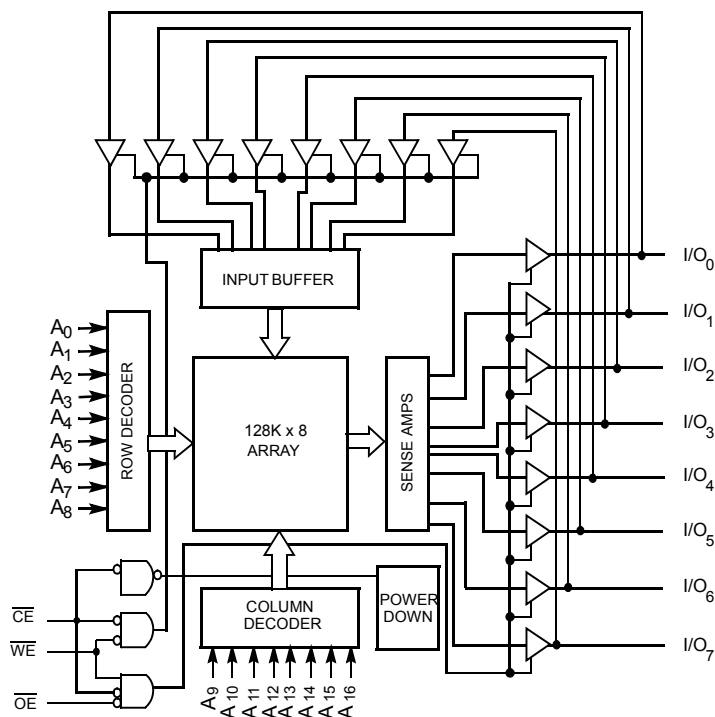 INPUT BUFFER
I/O0
I/O1
I/O2
I/O3
I/O4
I/O5
I/O6
I/O7
A0
A1
A2
A3
A4
A5
A6
A7
A8
ROW DECODER
128K x 8
ARRAY
SENSE AMPS
COLUMN
DECODER
POWER
DOWN
CE
WE
OE
A9
A10
A11
A12
A13
A14
A15
A16